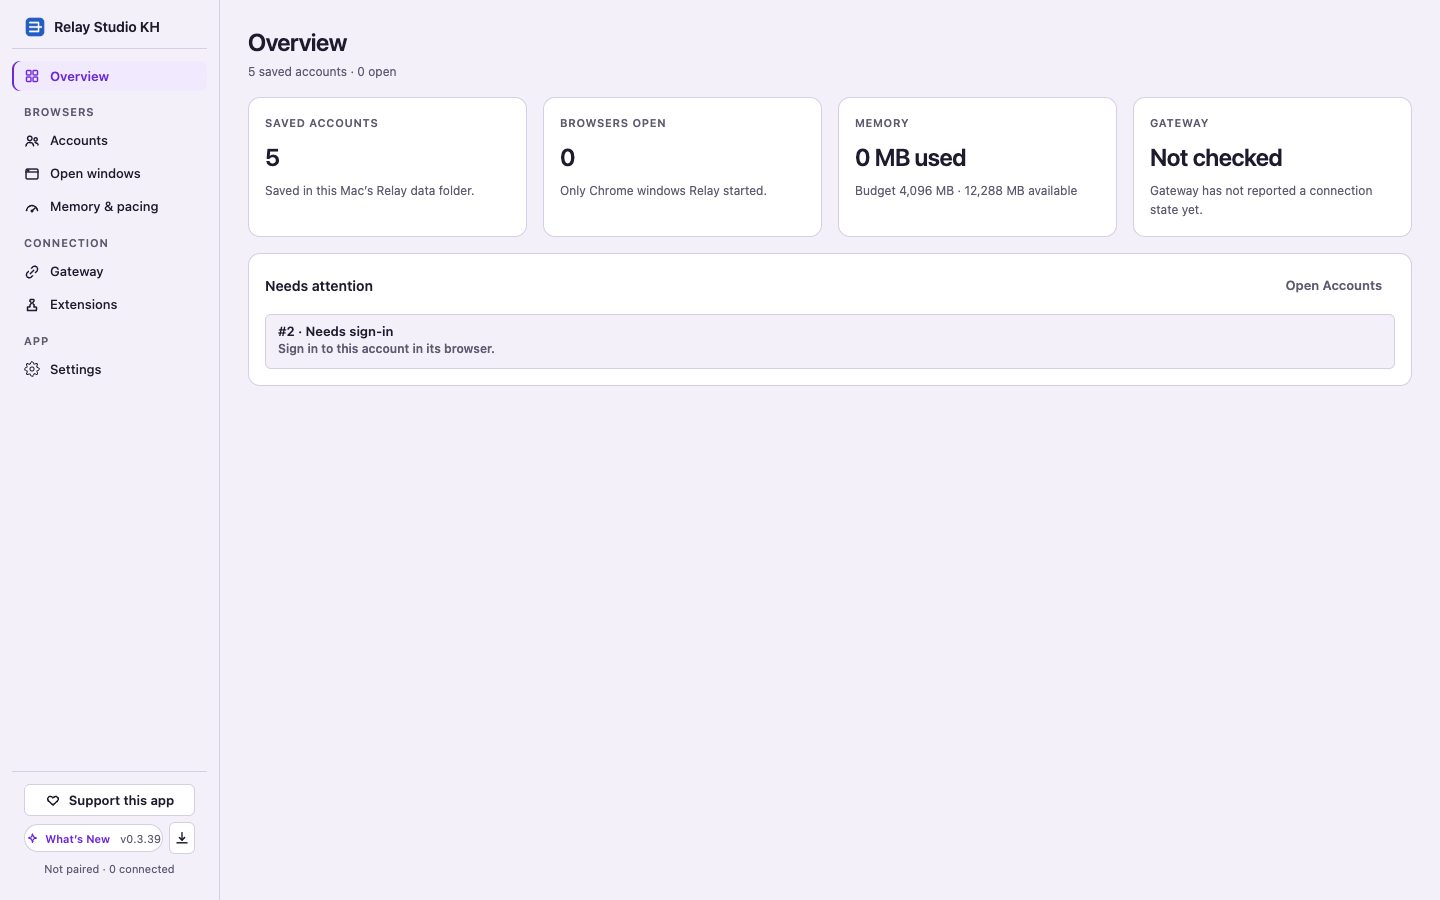 Relay Studio KH
Overview
BROWSERS
Accounts
Open windows
Memory & pacing
CONNECTION
Gateway
Extensions
APP
Settings
Support this app
What's New v0.3.39
Not paired · 0 connected
Overview
5 saved accounts · 0 open
SAVED ACCOUNTS
5
Saved in this Mac's Relay data folder.
BROWSERS OPEN
0
Only Chrome windows Relay started.
MEMORY
0 MB used
Budget 4,096 MB · 12,288 MB available
GATEWAY
Not checked
Gateway has not reported a connection
state yet.
Needs attention
Open Accounts
#2 · Needs sign-in
Sign in to this account in its browser.